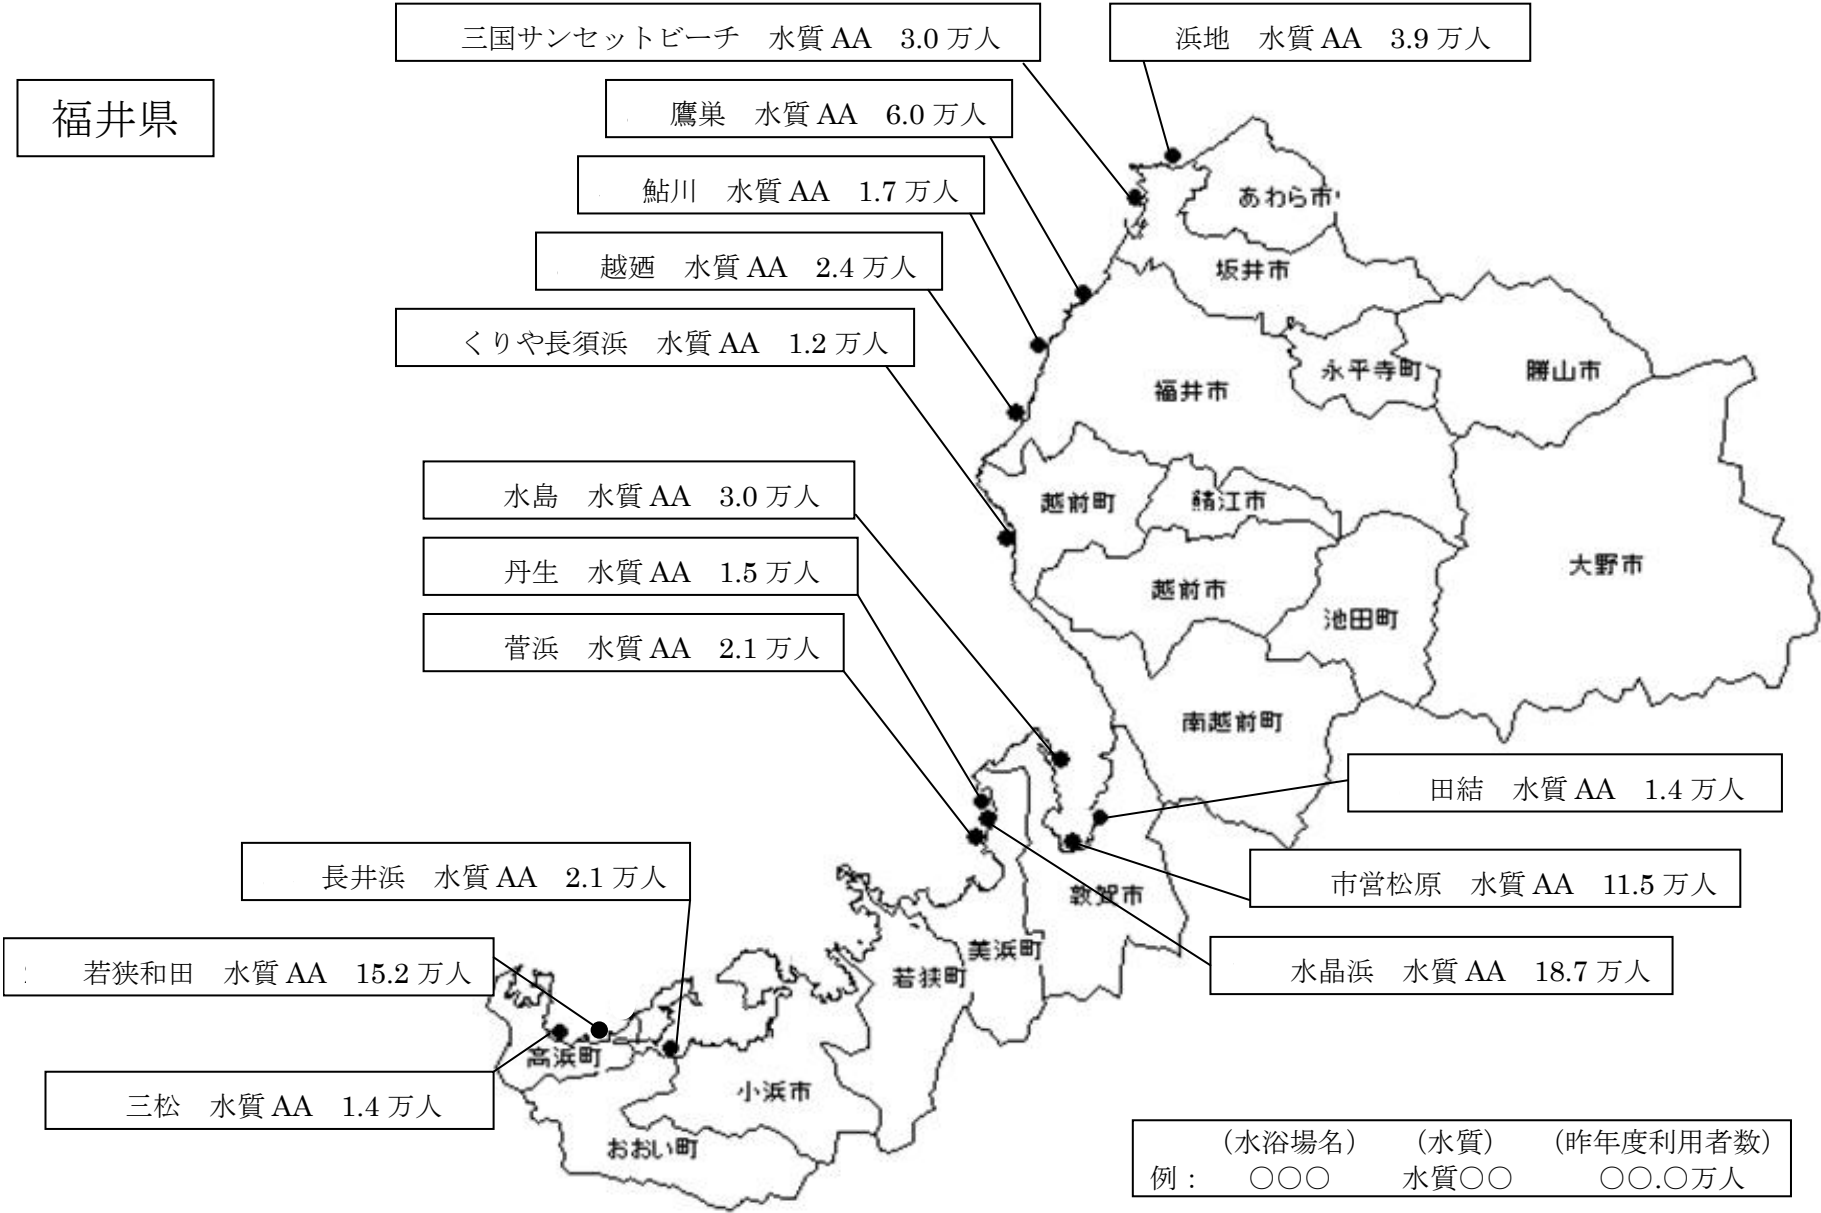 三国サンセットビーチ 水質 AA 3.0 万人
浜地 水質 AA 3.9 万人
福井県
鷹巣 水質 AA 6.0 万人
鮎川 水質 AA 1.7 万人
越廼 水質 AA 2.4 万人
くりや長須浜 水質 AA 1.2 万人
あわら市
坂井市
永平寺町
勝山市
福井市
水島 水質 AA 3.0 万人
越前町
鯖江市
丹生 水質 AA 1.5 万人
大野市
越前市
池田町
菅浜 水質 AA 2.1 万人
南越前町
田結 水質 AA 1.4 万人
長井浜 水質 AA 2.1 万人
市営松原 水質 AA 11.5 万人
敦賀市
美浜町
若狭和田 水質 AA 15.2 万人
若狭町
水晶浜 水質 AA 18.7 万人
高浜町
小浜市
三松 水質 AA 1.4 万人
おおい町
（水浴場名） （水質） （昨年度利用者数）
例： ○○○ 水質○○ ○○.○万人